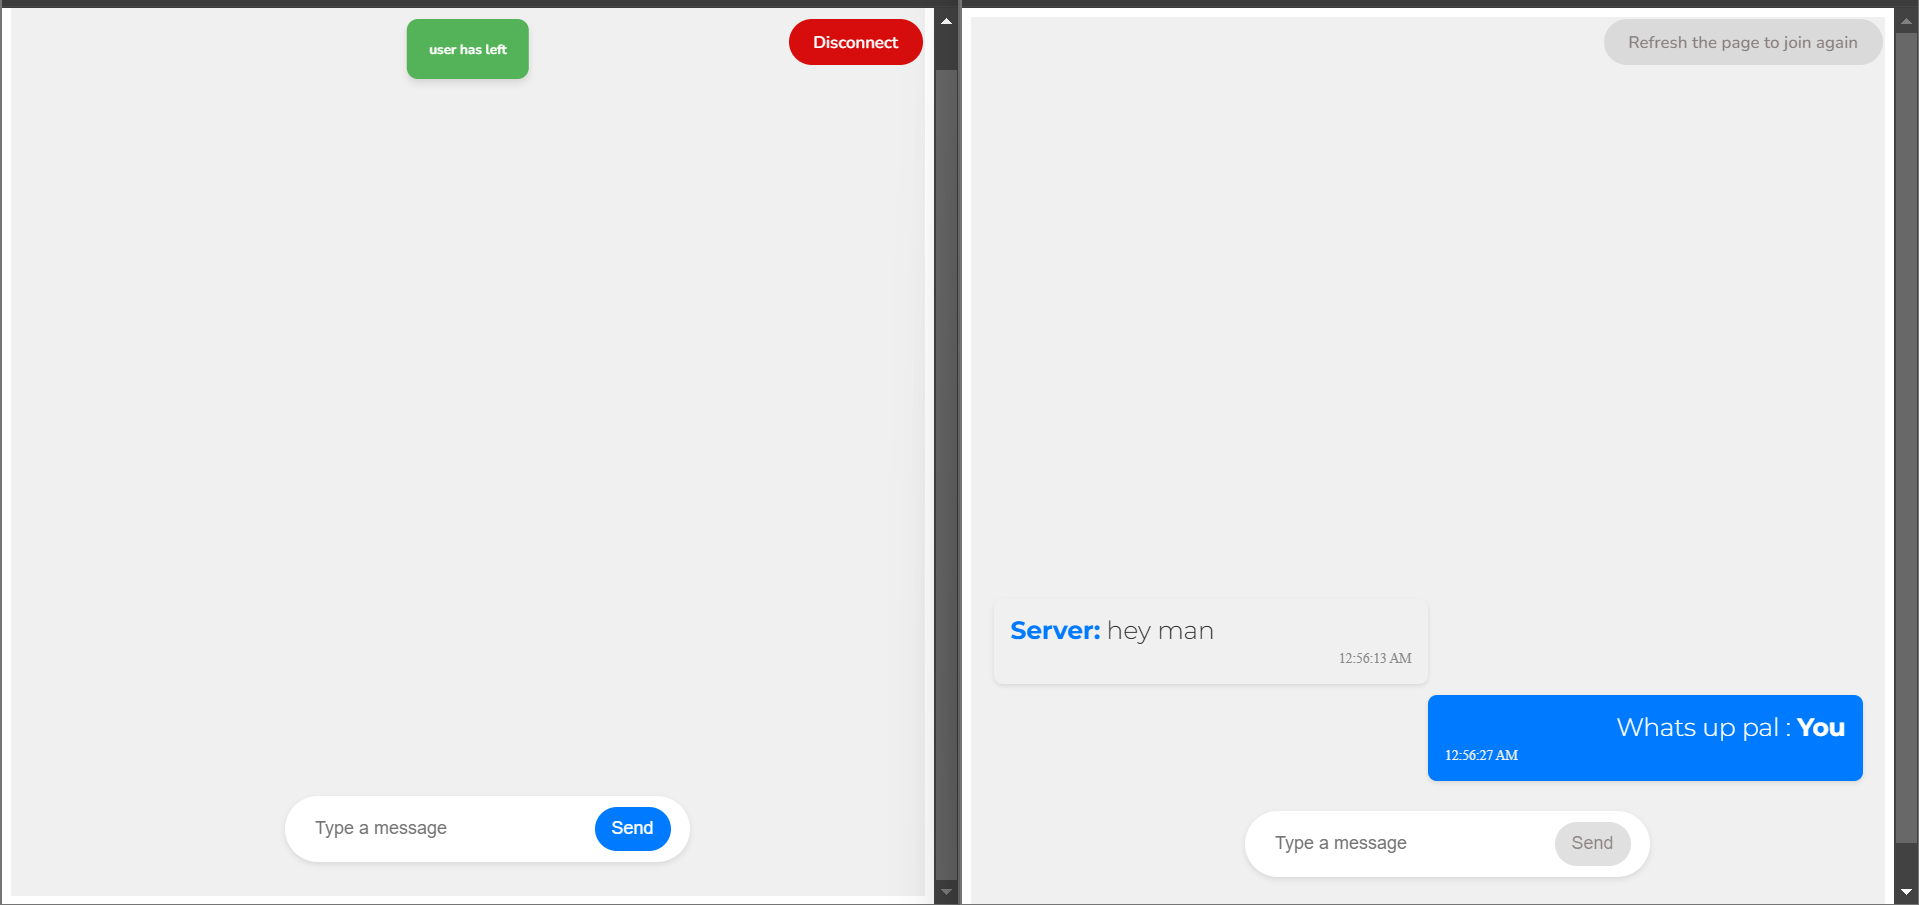 user has left
Disconnect
Type a message
Send
Refresh the page to join again
Server: hey man
12:56:13 AM
Whats up pal : You
12:56:27 AM
Type a message
Send